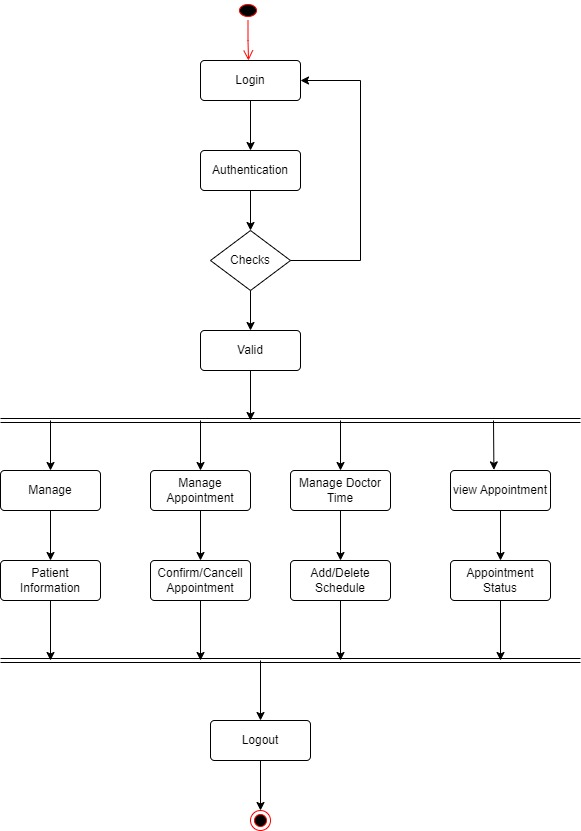 Login
Authentication
Checks
Valid
Manage
Manage
Appointment
Manage Doctor
Time
view Appointment
Patient
Information
Confirm/Cancell
Appointment
Add/Delete
Schedule
Appointment
Status
Logout